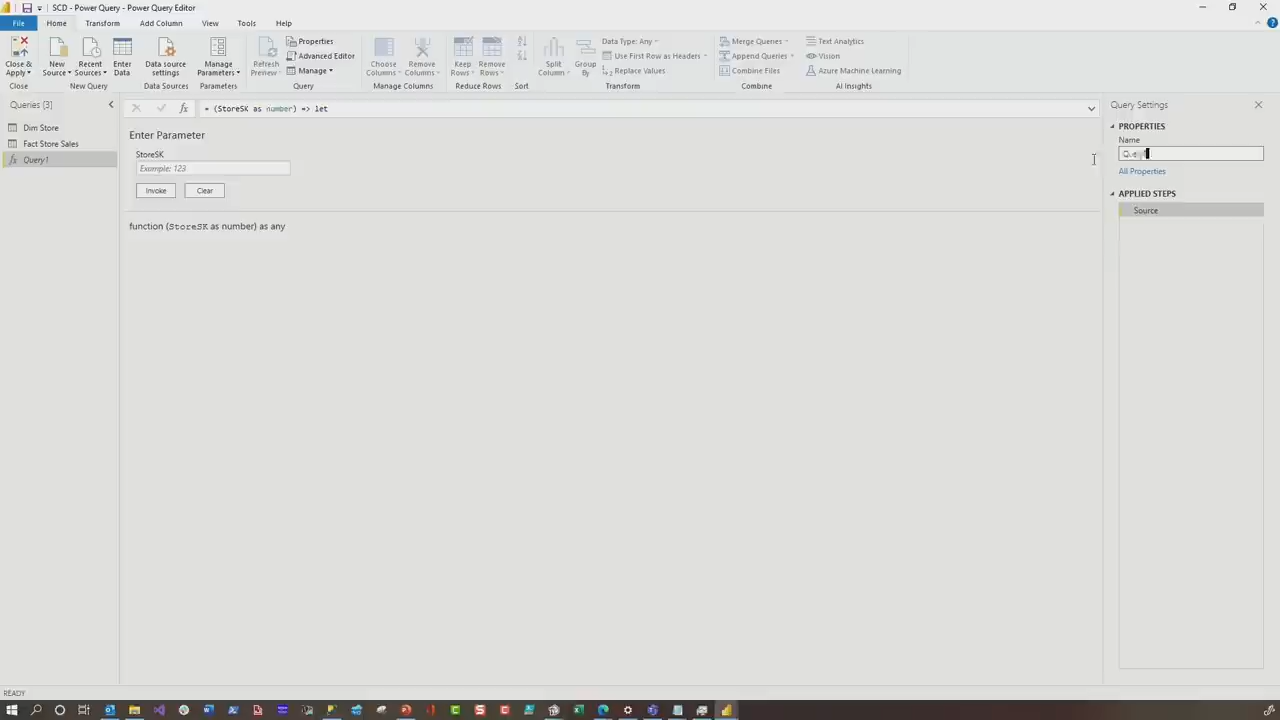 SCD - Power Query - Power Query Editor
File Home Transform Add Column View Tools Help
Close & Apply
New Source
Recent Sources
Enter Data
Data source settings
Manage Parameters
Refresh Preview
Properties
Advanced Editor
Manage
Choose Columns
Remove Columns
Keep Rows
Remove Rows
Split Column
Group By
Data Type: Any
Use First Row as Headers
Replace Values
Merge Queries
Append Queries
Combine Files
Text Analytics
Vision
Azure Machine Learning
Close New Query Data Sources Parameters Query Manage Columns Reduce Rows Sort Transform Combine AI Insights
Queries [3]
Dim Store
Fact Store Sales
Query1
= (StoreSK as number) => let
Enter Parameter
StoreSK
Example: 123
Invoke Clear
function (StoreSK as number) as any
Query Settings
PROPERTIES
Name
All Properties
APPLIED STEPS
Source
READY